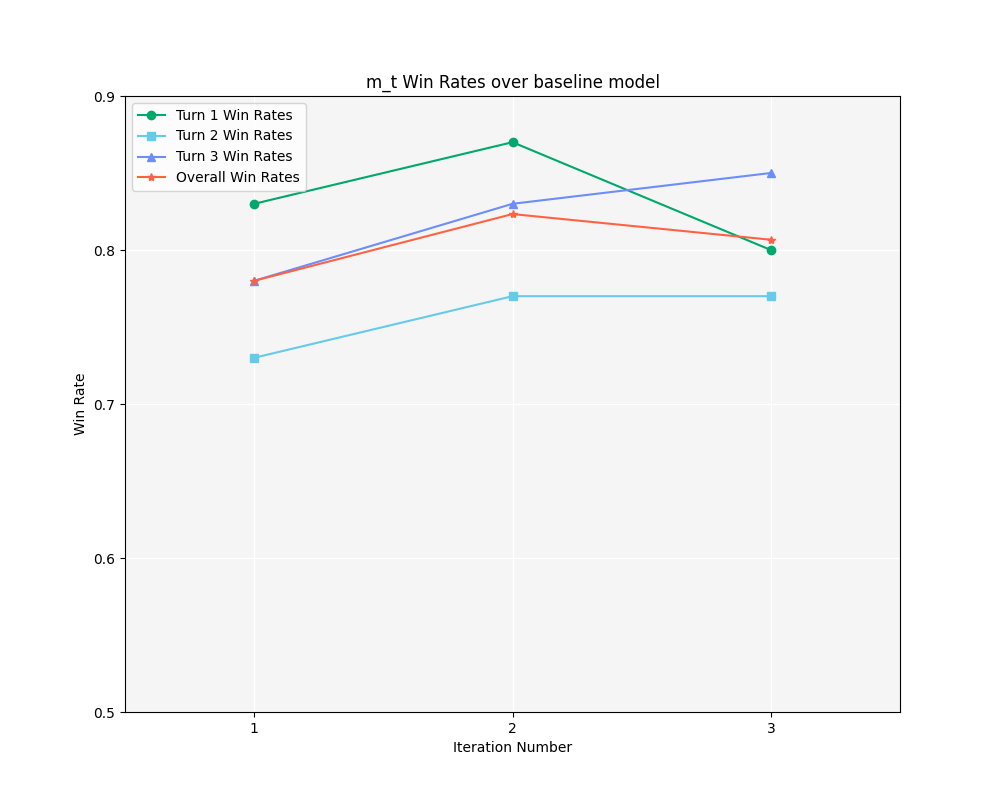 m_t Win Rates over baseline model
Turn 1 Win Rates
Turn 2 Win Rates
Turn 3 Win Rates
Overall Win Rates
Win Rate
0.9
0.8
0.7
0.6
0.5
1 2 3
Iteration Number